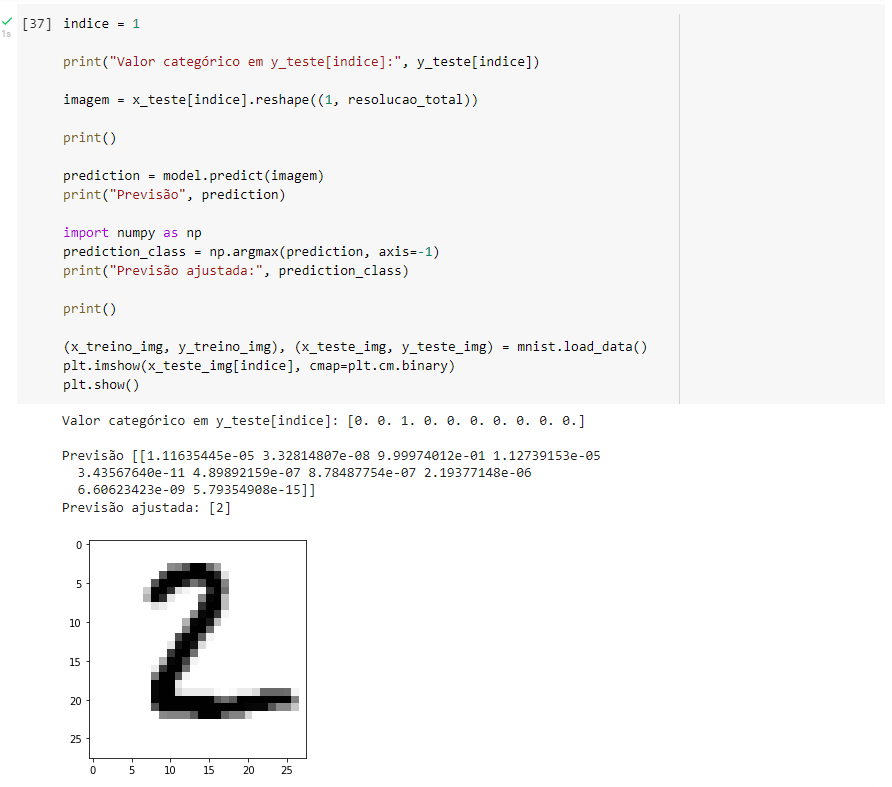 [37] indice = 1
1s
print("Valor categórico em y_teste[indice]:", y_teste[indice])
imagem = x_teste[indice].reshape((1, resolucao_total))
print()
prediction = model.predict(imagem)
print("Previsão", prediction)
import numpy as np
prediction_class = np.argmax(prediction, axis=-1)
print("Previsão ajustada:", prediction_class)
print()
(x_treino_img, y_treino_img), (x_teste_img, y_teste_img) = mnist.load_data()
plt.imshow(x_teste_img[indice], cmap=plt.cm.binary)
plt.show()
Valor categórico em y_teste[indice]: [0. 0. 1. 0. 0. 0. 0. 0. 0. 0.]
Previsão [[1.11635445e-05 3.32814807e-08 9.99974012e-01 1.12739153e-05
3.43567640e-11 4.89892159e-07 8.78487754e-07 2.19377148e-06
6.60623423e-09 5.79354908e-15]]
Previsão ajustada: [2]
0
5
10
15
20
25
2
0 5 10 15 20 25